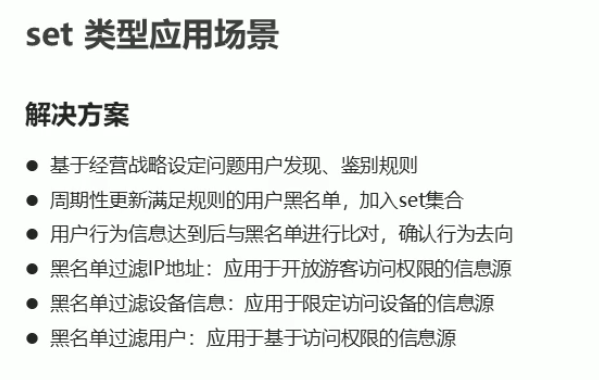 set 类型应用场景
解决方案
● 基于经营战略设定问题用户发现、鉴别规则
● 周期性更新满足规则的用户黑名单，加入set集合
● 用户行为信息达到后与黑名单进行比对，确认行为去向
● 黑名单过滤IP地址：应用于开放游客访问权限的信息源
● 黑名单过滤设备信息：应用于限定访问设备的信息源
● 黑名单过滤用户：应用于基于访问权限的信息源